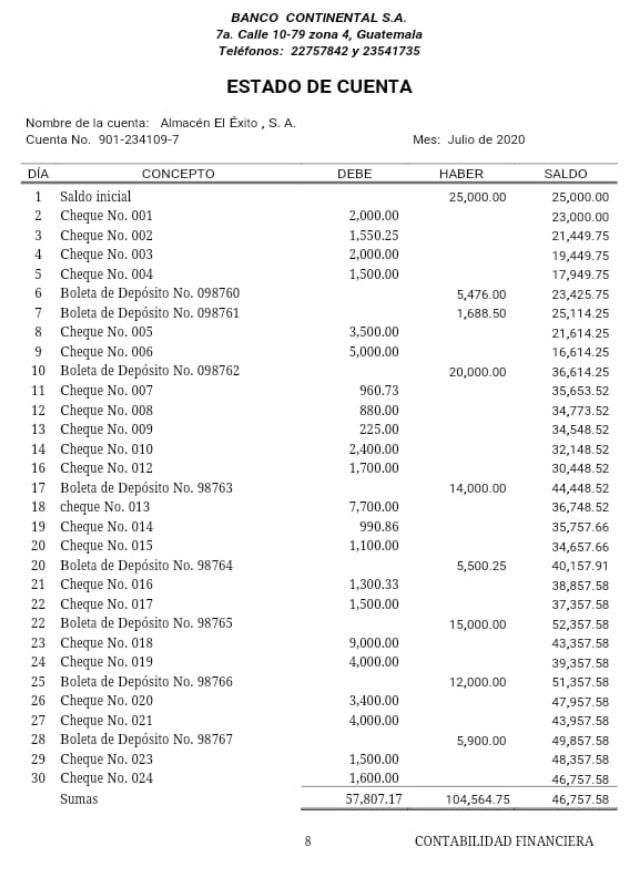 BANCO CONTINENTAL S.A.
7a. Calle 10-79 zona 4, Guatemala
Teléfonos: 22757842 y 23541735
ESTADO DE CUENTA
Nombre de la cuenta: Almacén El Éxito , S. A.
Cuenta No. 901-234109-7 Mes: Julio de 2020
DÍA CONCEPTO DEBE HABER SALDO
1 Saldo inicial 25,000.00 25,000.00
2 Cheque No. 001 2,000.00 23,000.00
3 Cheque No. 002 1,550.25 21,449.75
4 Cheque No. 003 2,000.00 19,449.75
5 Cheque No. 004 1,500.00 17,949.75
6 Boleta de Depósito No. 098760 5,476.00 23,425.75
7 Boleta de Depósito No. 098761 1,688.50 25,114.25
8 Cheque No. 005 3,500.00 21,614.25
9 Cheque No. 006 5,000.00 16,614.25
10 Boleta de Depósito No. 098762 20,000.00 36,614.25
11 Cheque No. 007 960.73 35,653.52
12 Cheque No. 008 880.00 34,773.52
13 Cheque No. 009 225.00 34,548.52
14 Cheque No. 010 2,400.00 32,148.52
16 Cheque No. 012 1,700.00 30,448.52
17 Boleta de Depósito No. 98763 14,000.00 44,448.52
18 cheque No. 013 7,700.00 36,748.52
19 Cheque No. 014 990.86 35,757.66
20 Cheque No. 015 1,100.00 34,657.66
20 Boleta de Depósito No. 98764 5,500.25 40,157.91
21 Cheque No. 016 1,300.33 38,857.58
22 Cheque No. 017 1,500.00 37,357.58
22 Boleta de Depósito No. 98765 15,000.00 52,357.58
23 Cheque No. 018 9,000.00 43,357.58
24 Cheque No. 019 4,000.00 39,357.58
25 Boleta de Depósito No. 98766 12,000.00 51,357.58
26 Cheque No. 020 3,400.00 47,957.58
27 Cheque No. 021 4,000.00 43,957.58
28 Boleta de Depósito No. 98767 5,900.00 49,857.58
29 Cheque No. 023 1,500.00 48,357.58
30 Cheque No. 024 1,600.00 46,757.58
Sumas 57,807.17 104,564.75 46,757.58
8 CONTABILIDAD FINANCIERA